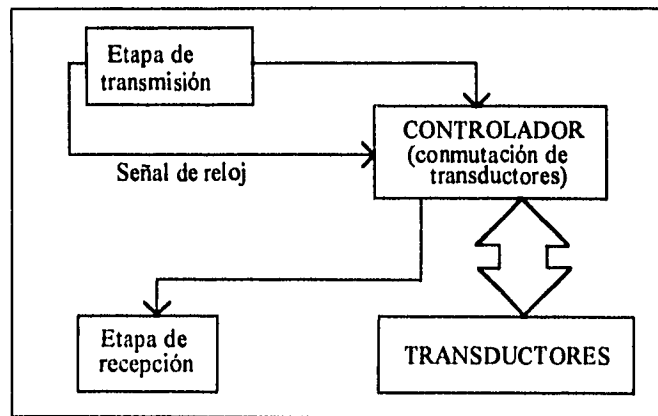 Etapa de
transmisión
CONTROLADOR
(conmutación de
transductores)
Señal de reloj
Etapa de
recepción
TRANSDUCTORES